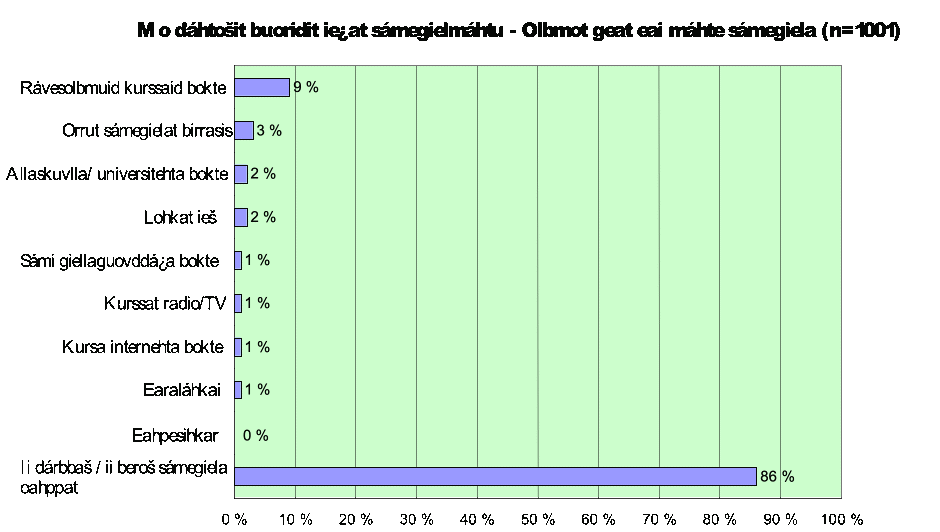 Mo dáhtošit buoridit ie¿at sámegielmáhtu - Olbmot geat eai máhte sámegiela (n=1001)
Rávesolbmuid kurssaid bokte 9 %
Orrut sámegielat birrasis 3 %
Allaskuvlla/ universitehta bokte 2 %
Lohkat ieš 2 %
Sámi giellaguovddá¿a bokte 1 %
Kurssat radio/TV 1 %
Kursa internehta bokte 1 %
Earaláhkai 1 %
Eahpesihkar 0 %
Ii dárbbaš / ii beroš sámegiela
oahppat 86 %
0 % 10 % 20 % 30 % 40 % 50 % 60 % 70 % 80 % 90 % 100 %